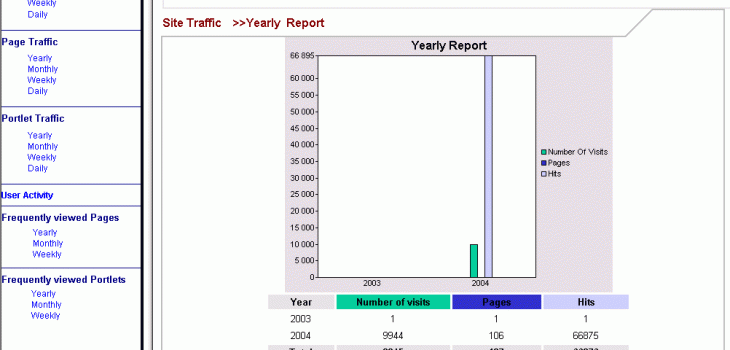 Weekly
Daily
Page Traffic
Yearly
Monthly
Weekly
Daily
Portlet Traffic
Yearly
Monthly
Weekly
Daily
User Activity
Frequently viewed Pages
Yearly
Monthly
Weekly
Frequently viewed Portlets
Yearly
Monthly
Weekly
Site Traffic >>Yearly Report
Yearly Report
66 895
60 000
55 000
50 000
45 000
40 000
35 000
30 000
25 000
20 000
15 000
10 000
5 000
0
2003 2004
Number Of Visits
Pages
Hits
Year Number of visits Pages Hits
2003 1 1 1
2004 9944 106 66875